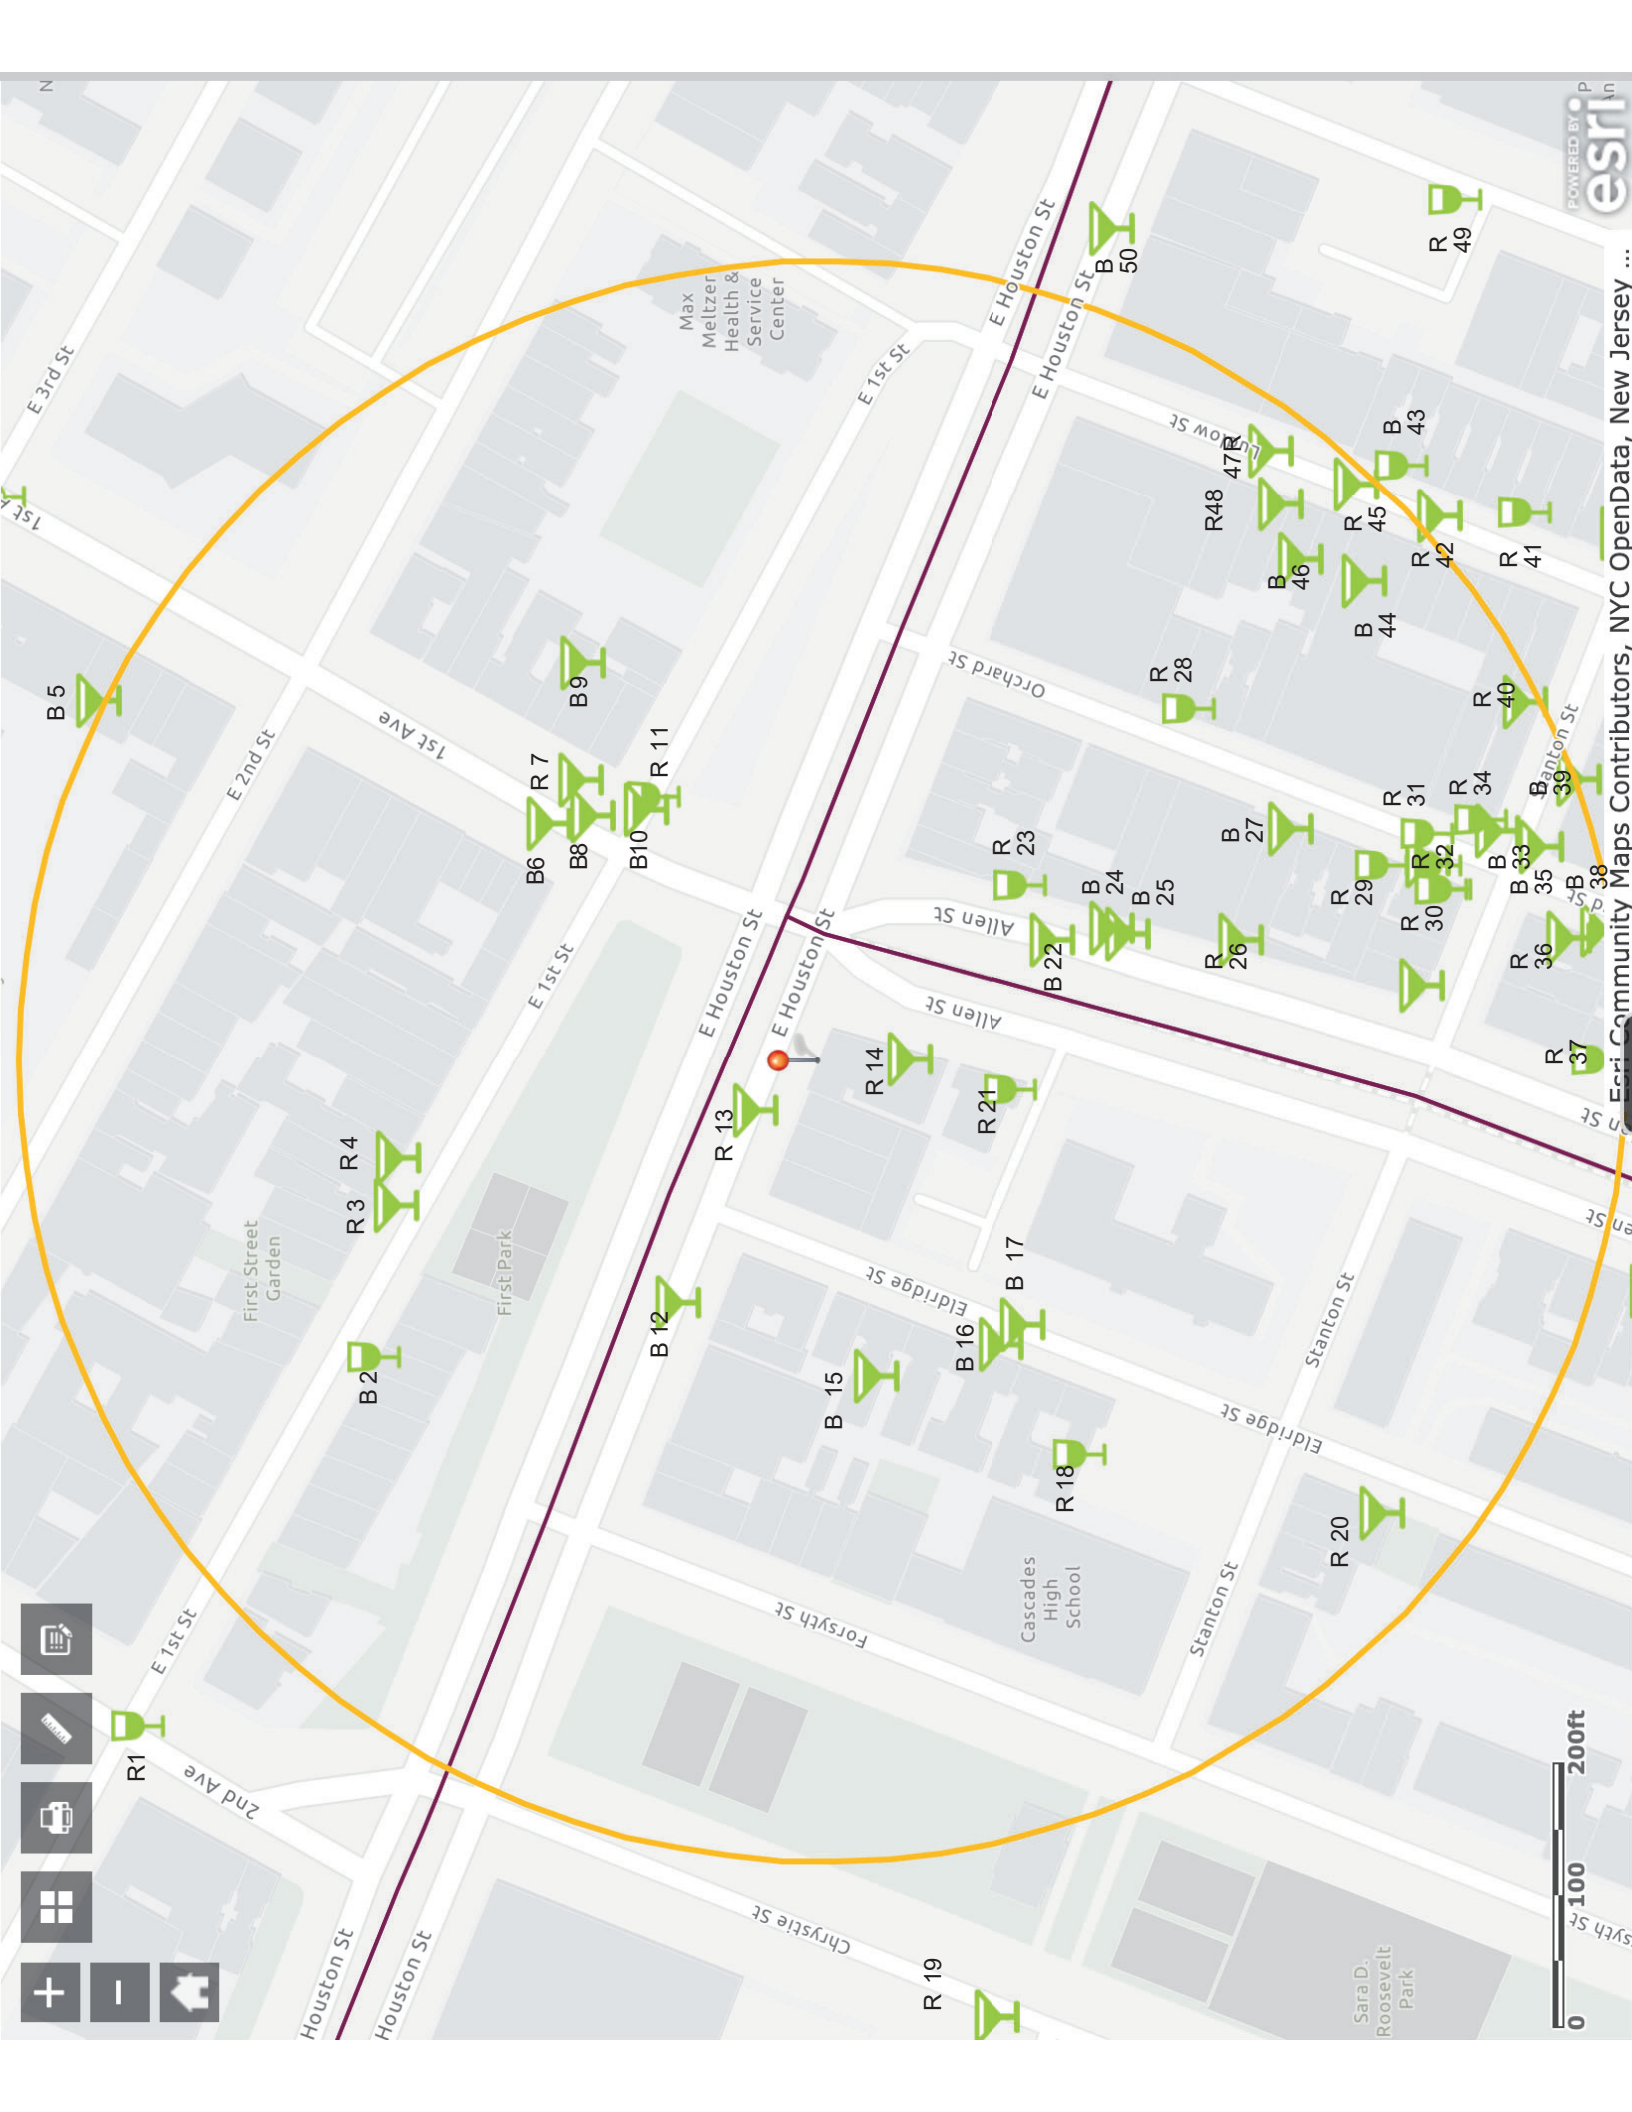 N
E 3rd St
1st A
B 5
E 2nd St
1st Ave
R1
2nd Ave
E 1st St
First Street
Garden
R 3
R 4
B 2
First Park
E 1st St
B6
R 7
B8
B9
B10
R 11
Max
Meltzer
Health &
Service
Center
E 1st St
Houston St
Houston St
B 12
R 13
E Houston St
E Houston St
E Houston St
E Houston St
Chrystie St
Forsyth St
Eldridge St
Allen St
Allen St
Orchard St
Ludlow St
R 14
B 15
B 16
B 17
R 18
R 19
R 21
R
23
B 22
B
24
B
25
Cascades
High
School
R
28
R
26
B
27
B
50
R48
47R
B
46
Stanton St
Eldridge St
Stanton St
R 20
R
29
R
30
R
31
R
32
B
44
R
45
B
43
R
42
R
49
Sara D.
Roosevelt
Park
R
34
B
33
B
35
R
41
R
40
R
36
B
39
Stanton St
R
37
B
38
0
100
200ft
POWERED BY
esri
Esri Community Maps Contributors, NYC OpenData, New Jersey ...